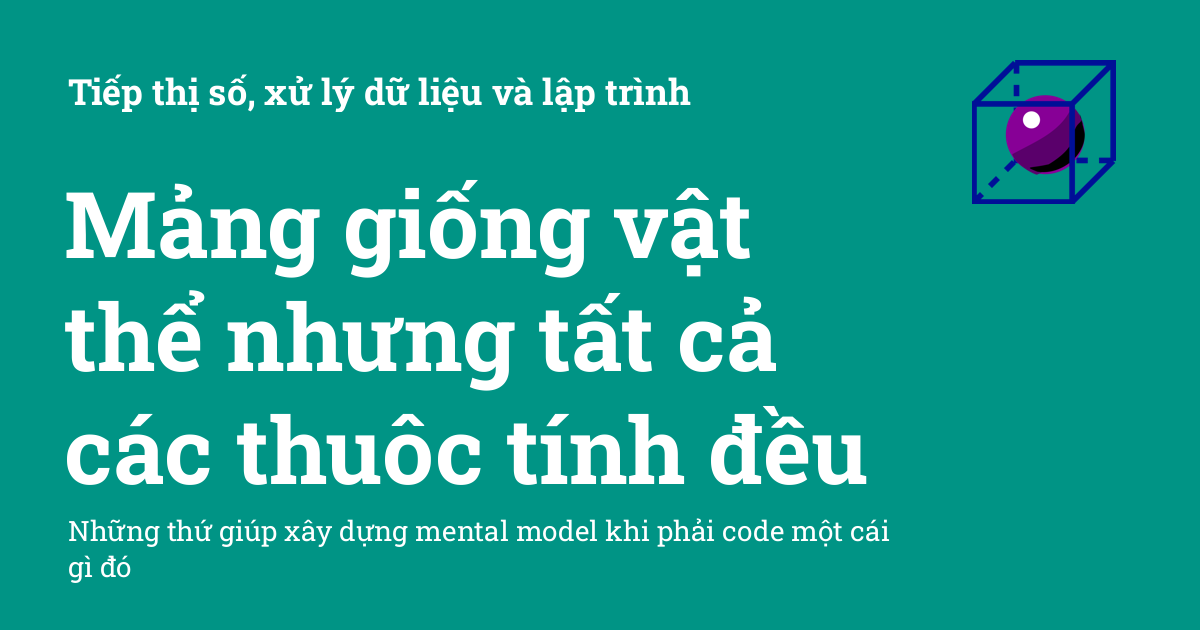 Tiếp thị số, xử lý dữ liệu và lập trình
Mảng giống vật
thể nhưng tất cả
các thuôc tính đều
Những thứ giúp xây dựng mental model khi phải code một cái
gì đó